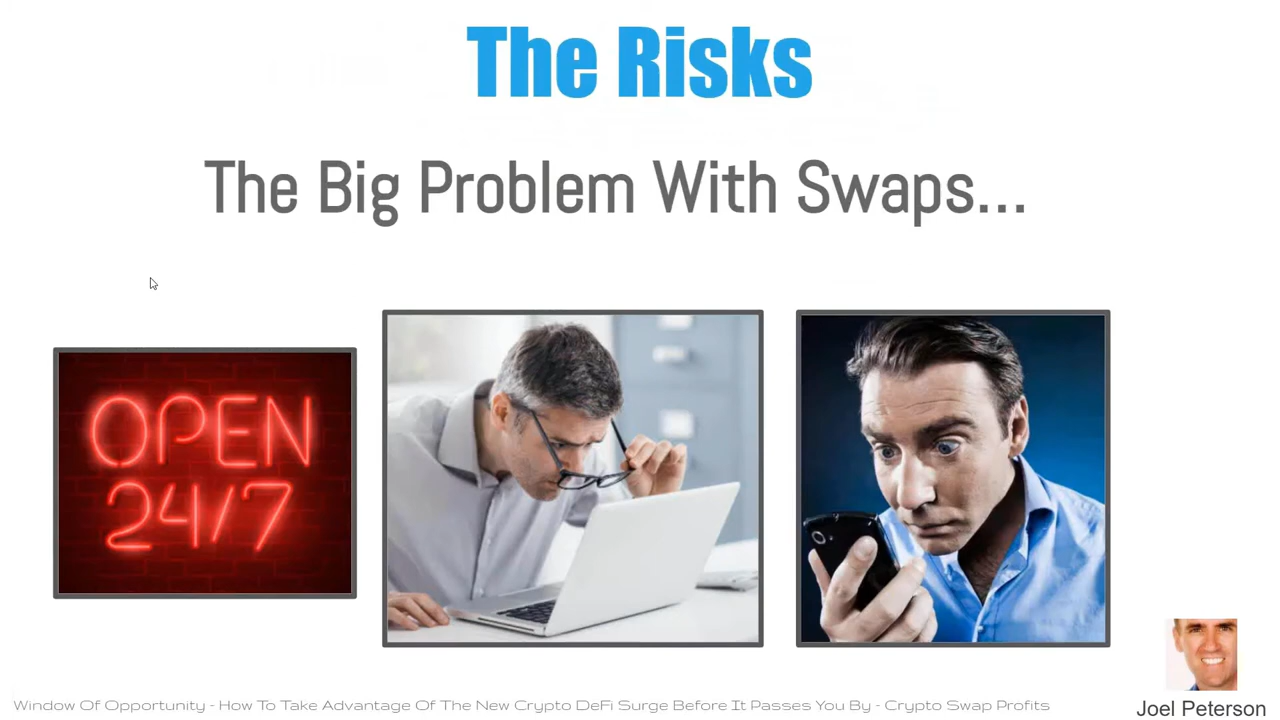 The Risks
The Big Problem With Swaps...
OPEN
24/7
Window Of Opportunity - How To Take Advantage Of The New Crypto DeFi Surge Before It Passes You By - Crypto Swap Profits
Joel Peterson